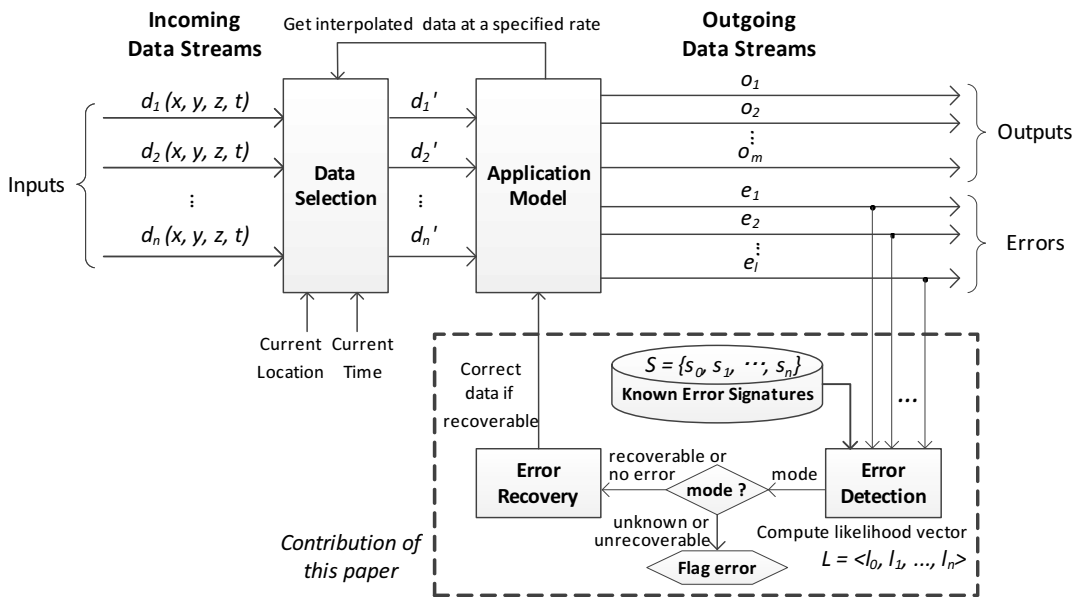 Incoming
Data Streams
Get interpolated data at a specified rate
Outgoing
Data Streams
Inputs
d1 (x, y, z, t)
d2 (x, y, z, t)
⋮
dn (x, y, z, t)
Data
Selection
d1'
d2'
⋮
dn'
Application
Model
o1
o2
⋮
om
e1
e2
⋮
el
Outputs
Errors
Current
Location
Current
Time
Correct
data if
recoverable
S = {s0, s1, ⋯, sn}
Known Error Signatures
...
Error
Recovery
recoverable or
no error
mode ?
mode
Error
Detection
unknown or
unrecoverable
Flag error
Compute likelihood vector
L = <l0, l1, ..., ln>
Contribution of
this paper